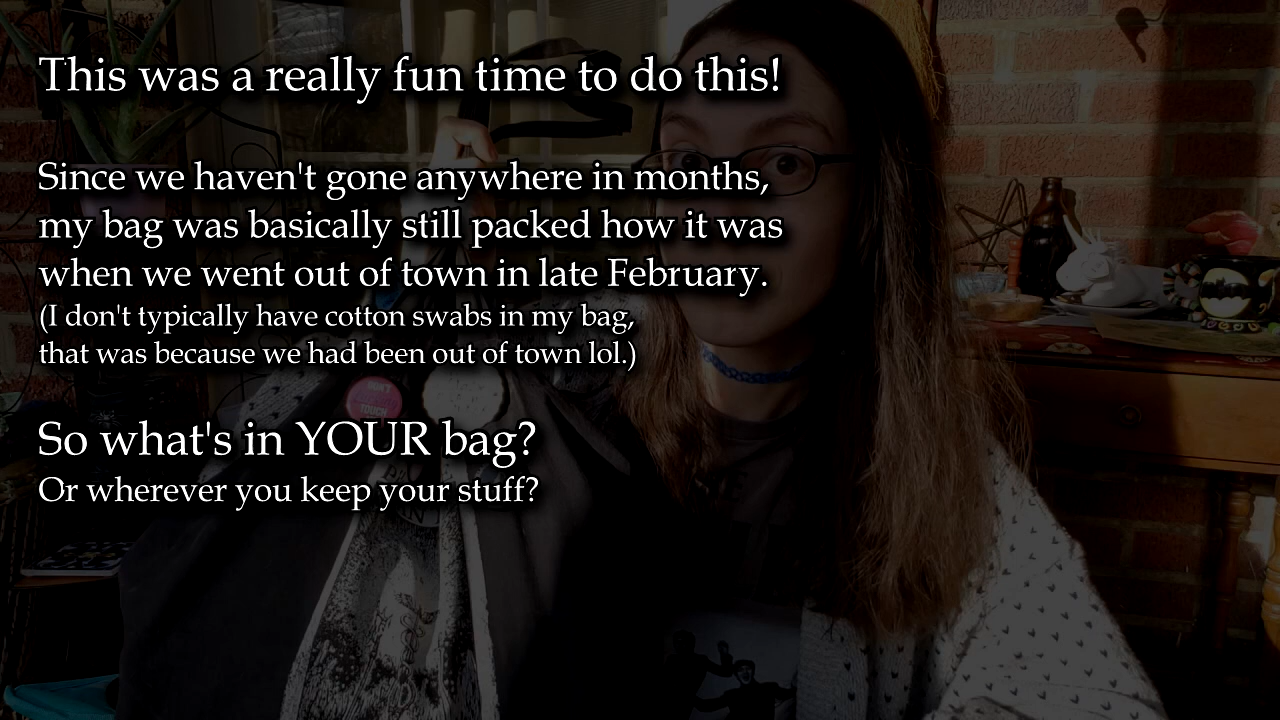 This was a really fun time to do this!
Since we haven't gone anywhere in months,
my bag was basically still packed how it was
when we went out of town in late February.
(I don't typically have cotton swabs in my bag,
that was because we had been out of town lol.)
DON'T
TOUCH
So what's in YOUR bag?
Or wherever you keep your stuff?